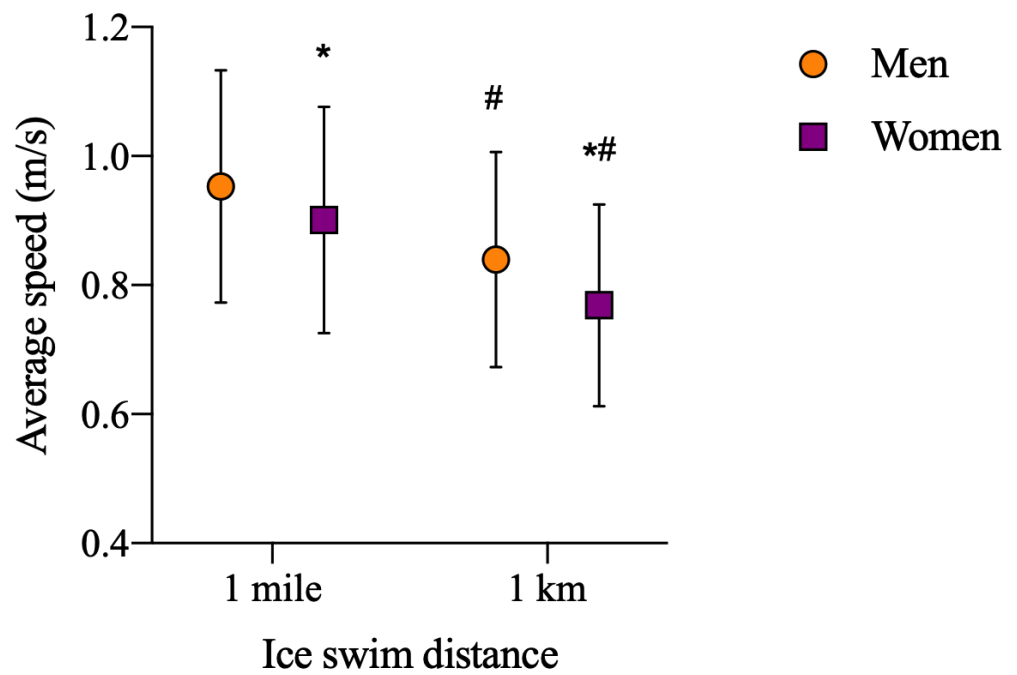 1.2
1.0
0.8
0.6
0.4
Average speed (m/s)
*
#
*#
1 mile
1 km
Ice swim distance
Men
Women